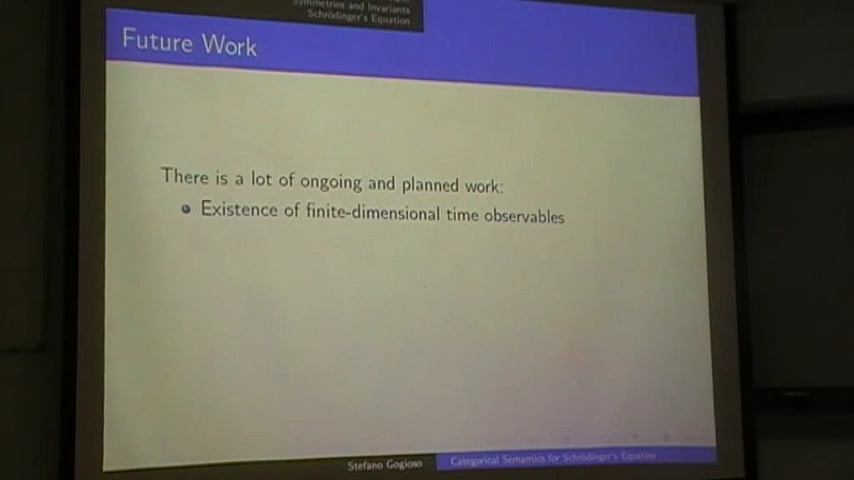 Symmetries and Invariants
Schrödinger's Equation
Future Work
There is a lot of ongoing and planned work:
Existence of finite-dimensional time observables
Stefano Gogioso
Categorical Semantics for Schrödinger's Equation